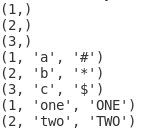 (1,)
(2,)
(3,)
(1, 'a', '#')
(2, 'b', '*')
(3, 'c', '$')
(1, 'one', 'ONE')
(2, 'two', 'TWO')